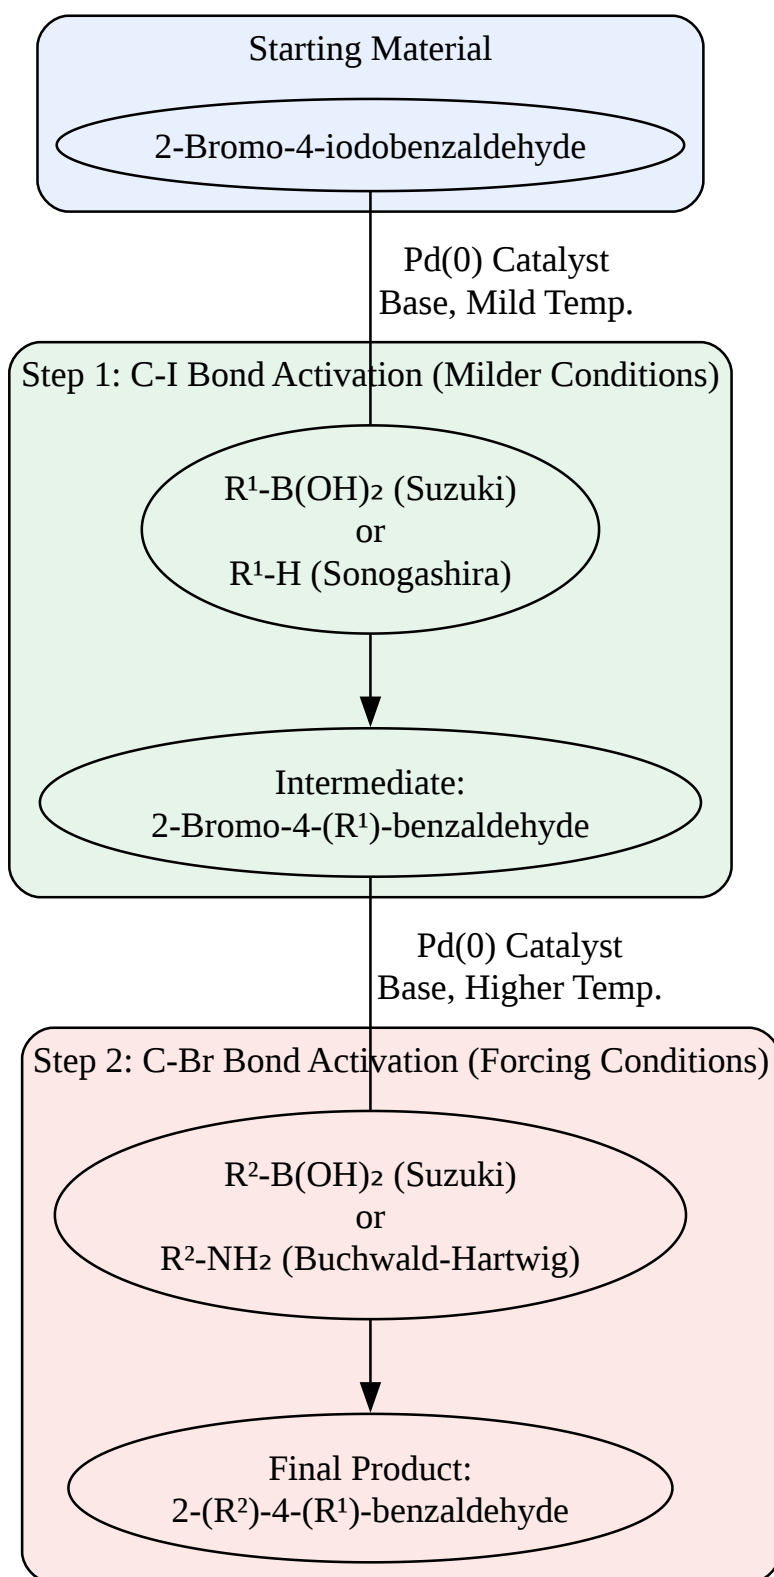 Starting Material
2-Bromo-4-iodobenzaldehyde
Pd(0) Catalyst
Base, Mild Temp.
Step 1: C-I Bond Activation (Milder Conditions)
R¹-B(OH)₂ (Suzuki)
or
R¹-H (Sonogashira)
Intermediate:
2-Bromo-4-(R¹)-benzaldehyde
Pd(0) Catalyst
Base, Higher Temp.
Step 2: C-Br Bond Activation (Forcing Conditions)
R²-B(OH)₂ (Suzuki)
or
R²-NH₂ (Buchwald-Hartwig)
Final Product:
2-(R²)-4-(R¹)-benzaldehyde